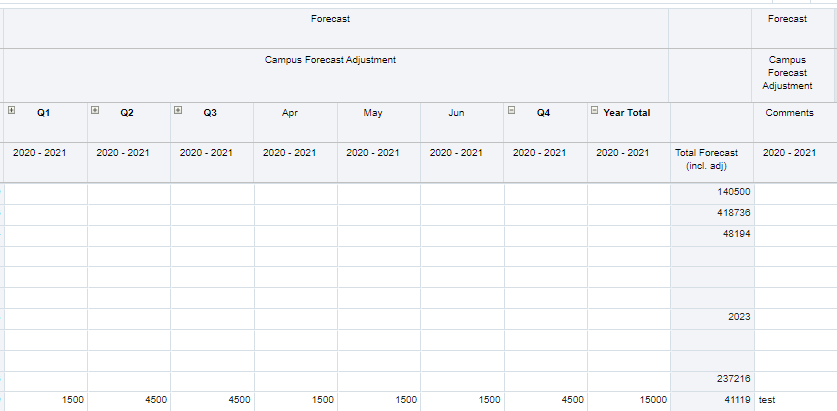 Forecast Forecast
Campus Forecast Adjustment Campus
Forecast
Adjustment
Q1 Q2 Q3 Apr May Jun Q4 Year Total Comments
2020 - 2021 2020 - 2021 2020 - 2021 2020 - 2021 2020 - 2021 2020 - 2021 2020 - 2021 2020 - 2021 Total Forecast 2020 - 2021
(incl. adj)
140500
418736
48194
2023
237216
1500 4500 4500 1500 1500 1500 4500 15000 41119 test